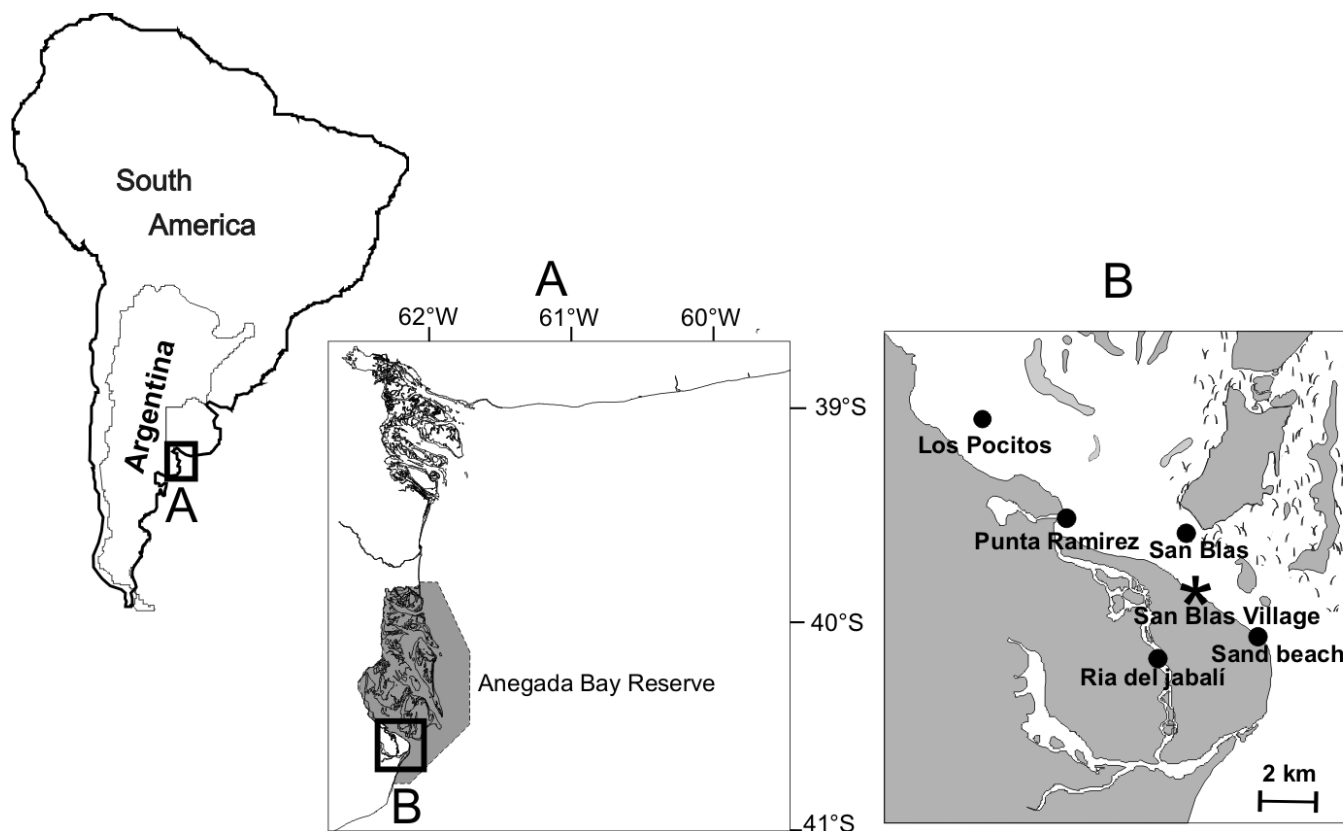 South
America
Argentina
A
A
62°W
61°W
60°W
39°S
40°S
41°S
Anegada Bay Reserve
B
B
Los Pocitos
Punta Ramirez
San Blas
San Blas Village
Sand beach
Ria del jabalí
2 km